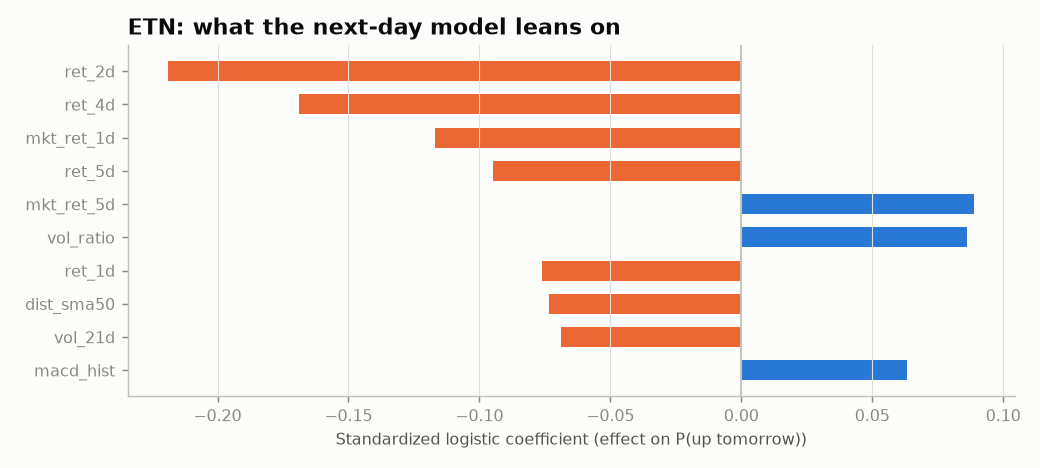 ETN: what the next-day model leans on
ret_2d
ret_4d
mkt_ret_1d
ret_5d
mkt_ret_5d
vol_ratio
ret_1d
dist_sma50
vol_21d
macd_hist
−0.20 −0.15 −0.10 −0.05 0.00 0.05 0.10
Standardized logistic coefficient (effect on P(up tomorrow))